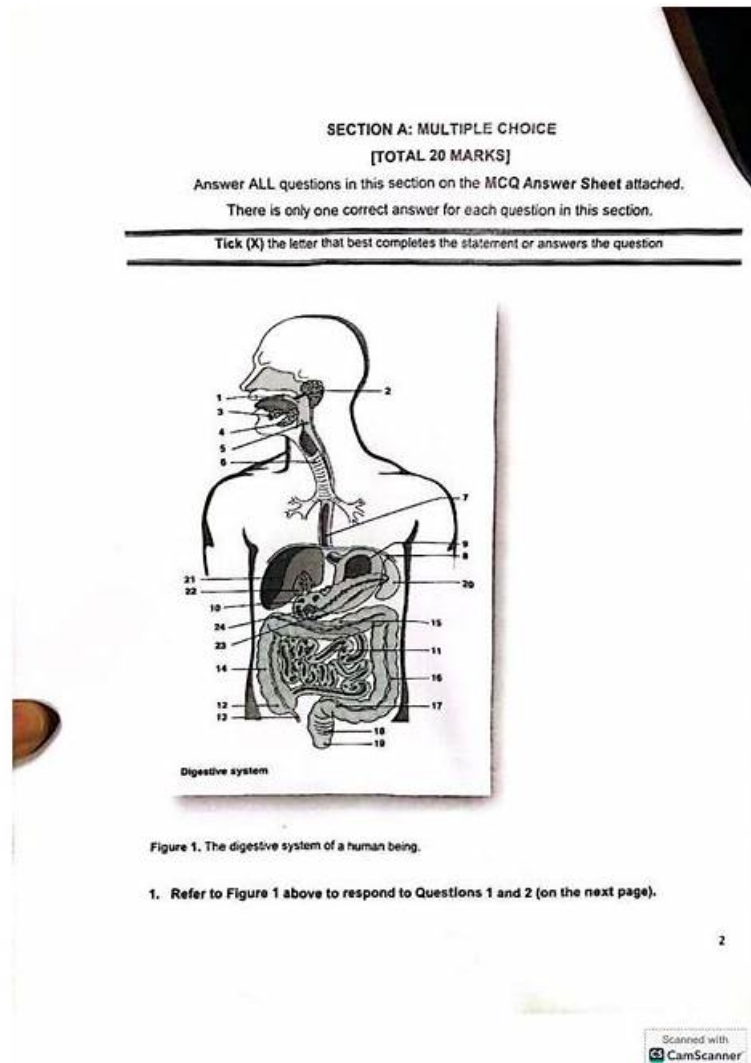 SECTION A: MULTIPLE CHOICE
[TOTAL 20 MARKS]
Answer ALL questions in this section on the MCQ Answer Sheet attached.
There is only one correct answer for each question in this section.
Tick (X) the letter that best completes the statement or answers the question
1
2
3
4
5
6
7
9
8
21
22
20
10
24
15
23
11
14
16
12
17
13
18
19
Digestive system
Figure 1. The digestive system of a human being.
1. Refer to Figure 1 above to respond to Questions 1 and 2 (on the next page).
2
Scanned with
CS CamScanner